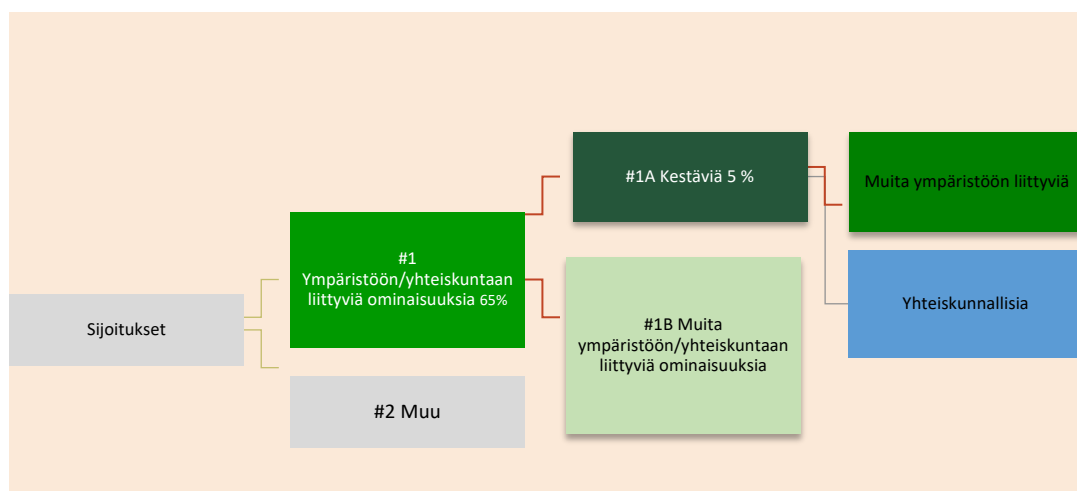 Sijoitukset
#1
Ympäristöön/yhteiskuntaan
liittyviä ominaisuuksia 65%
#2 Muu
#1A Kestäviä 5 %
#1B Muita
ympäristöön/yhteiskuntaan
liittyviä ominaisuuksia
Muita ympäristöön liittyviä
Yhteiskunnallisia